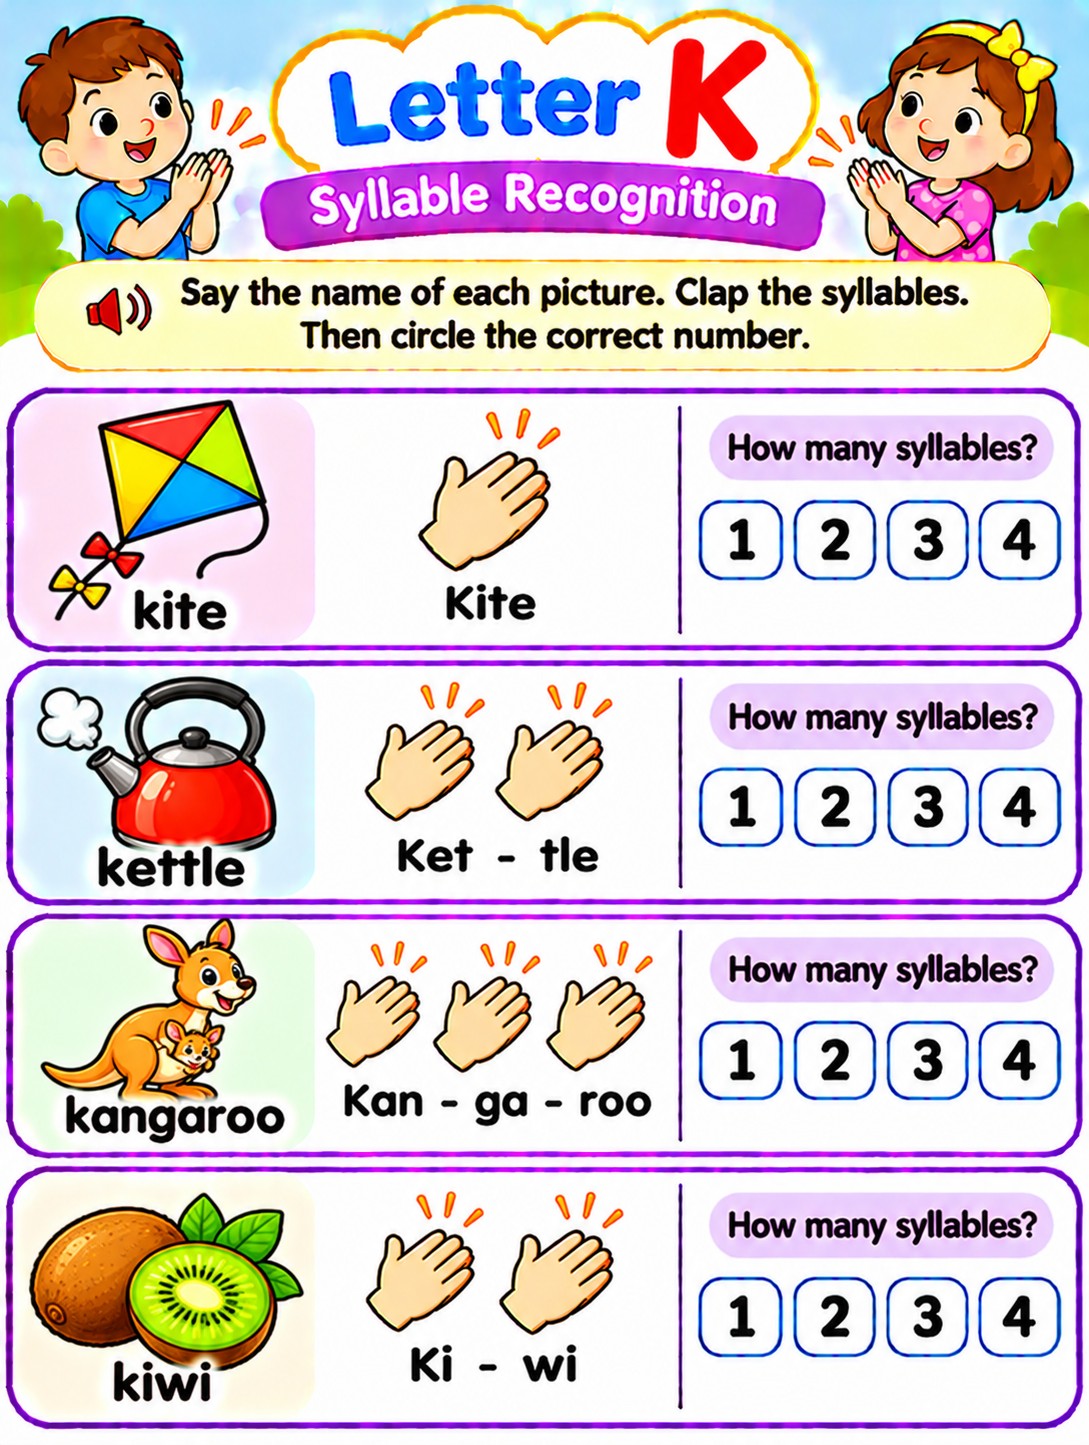 Letter K
Syllable Recognition
Say the name of each picture. Clap the syllables.
Then circle the correct number.
kite
Kite
How many syllables?
1 2 3 4
kettle
Ket - tle
How many syllables?
1 2 3 4
kangaroo
Kan - ga - roo
How many syllables?
1 2 3 4
kiwi
Ki - wi
How many syllables?
1 2 3 4